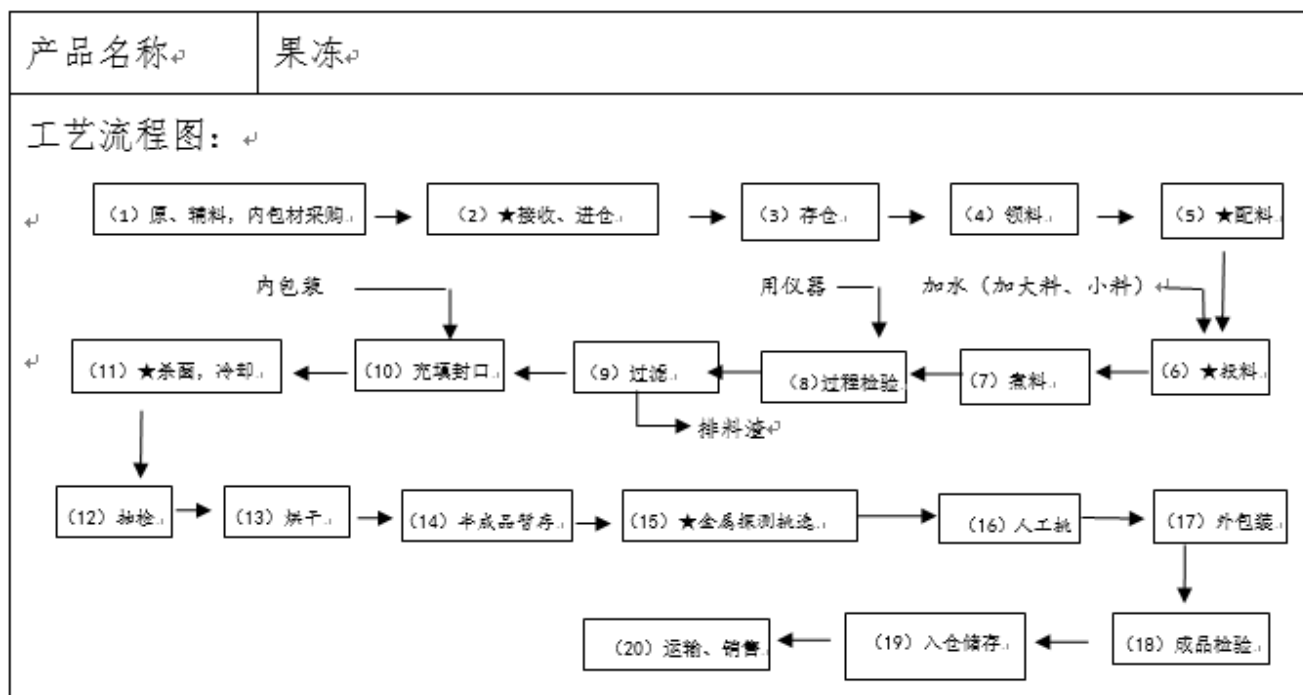 产品名称 果冻
工艺流程图：
（1）原、辅料，内包材采购 （2）★接收、进仓 （3）存仓 （4）领料 （5）★配料
内包装 用仪器 加水（加大料、小料）
（11）★杀菌，冷却 （10）充填封口 （9）过滤 （8）过程检验 （7）煮料 （6）★投料
排料渣
（12）抽检 （13）烘干 （14）半成品暂存 （15）★金属探测挑选 （16）人工挑 （17）外包装
（20）运输、销售 （19）入仓储存 （18）成品检验